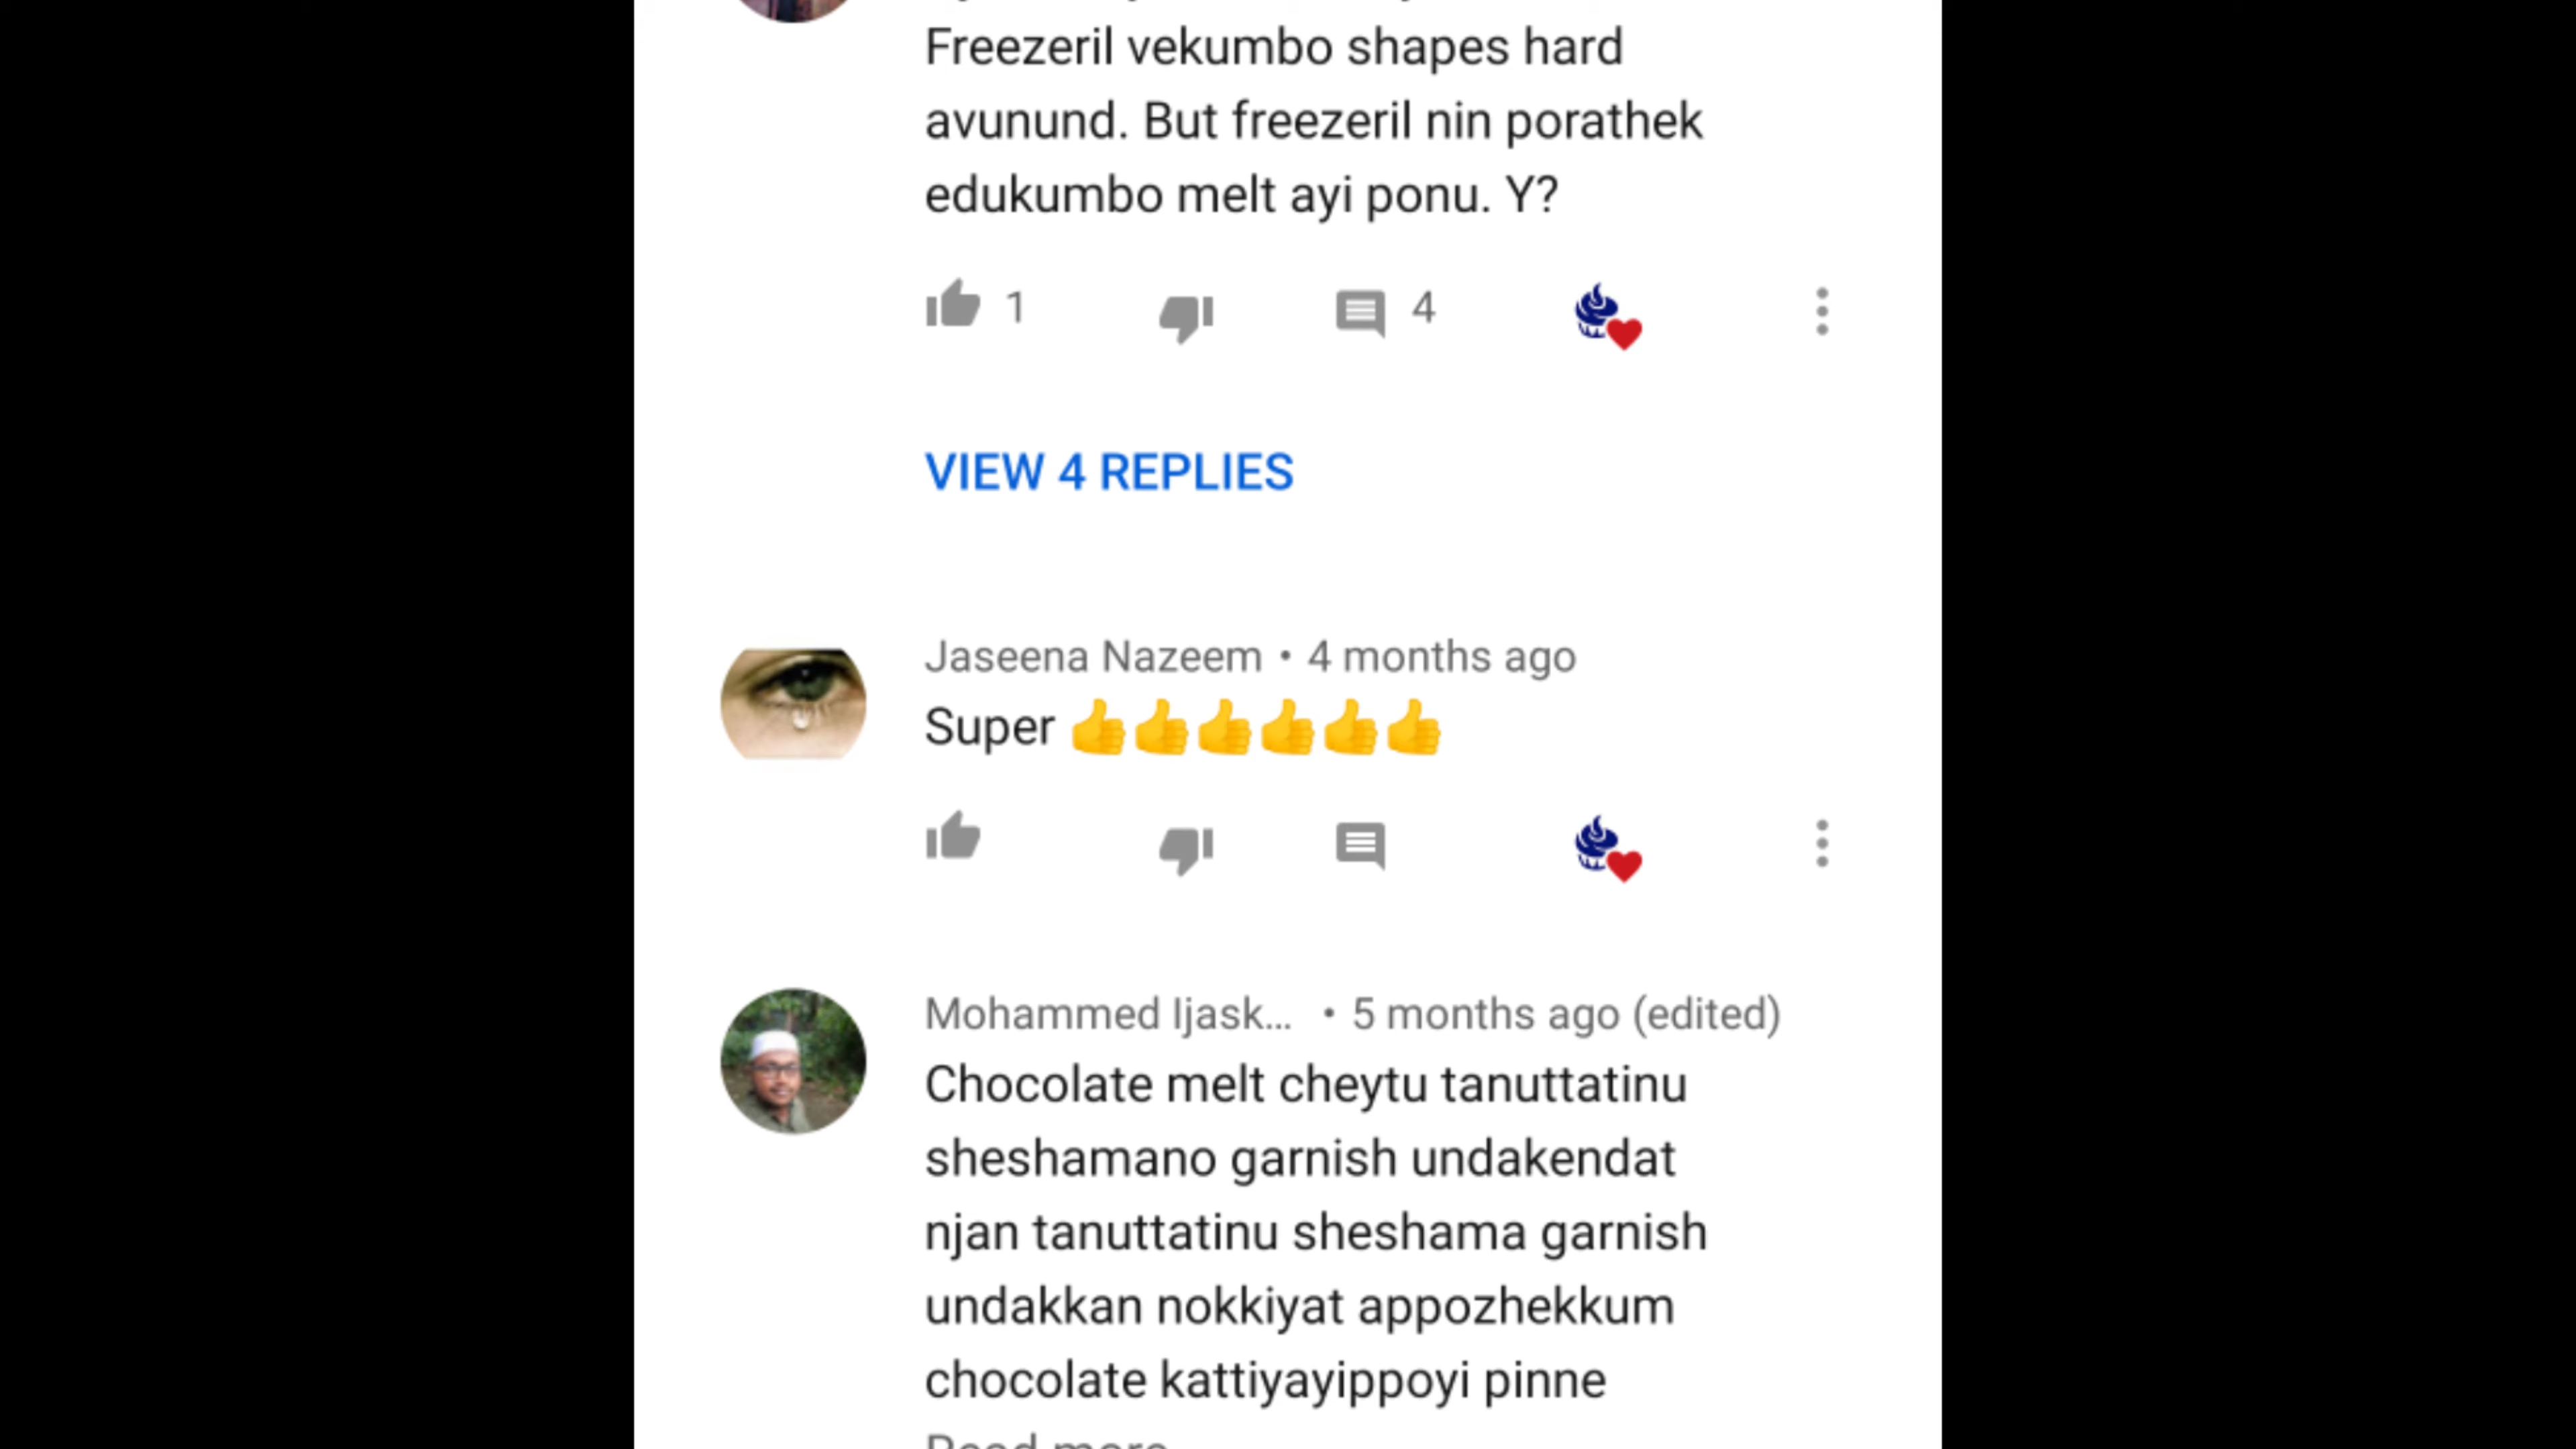 Freezeril vekumbo shapes hard
avunund. But freezeril nin porathek
edukumbo melt ayi ponu. Y?
1 4
VIEW 4 REPLIES
Jaseena Nazeem • 4 months ago
Super 👍👍👍👍👍👍
Mohammed Ijask... • 5 months ago (edited)
Chocolate melt cheytu tanuttatinu
sheshamano garnish undakendat
njan tanuttatinu sheshama garnish
undakkan nokkiyat appozhekkum
chocolate kattiyayippoyi pinne
Read more